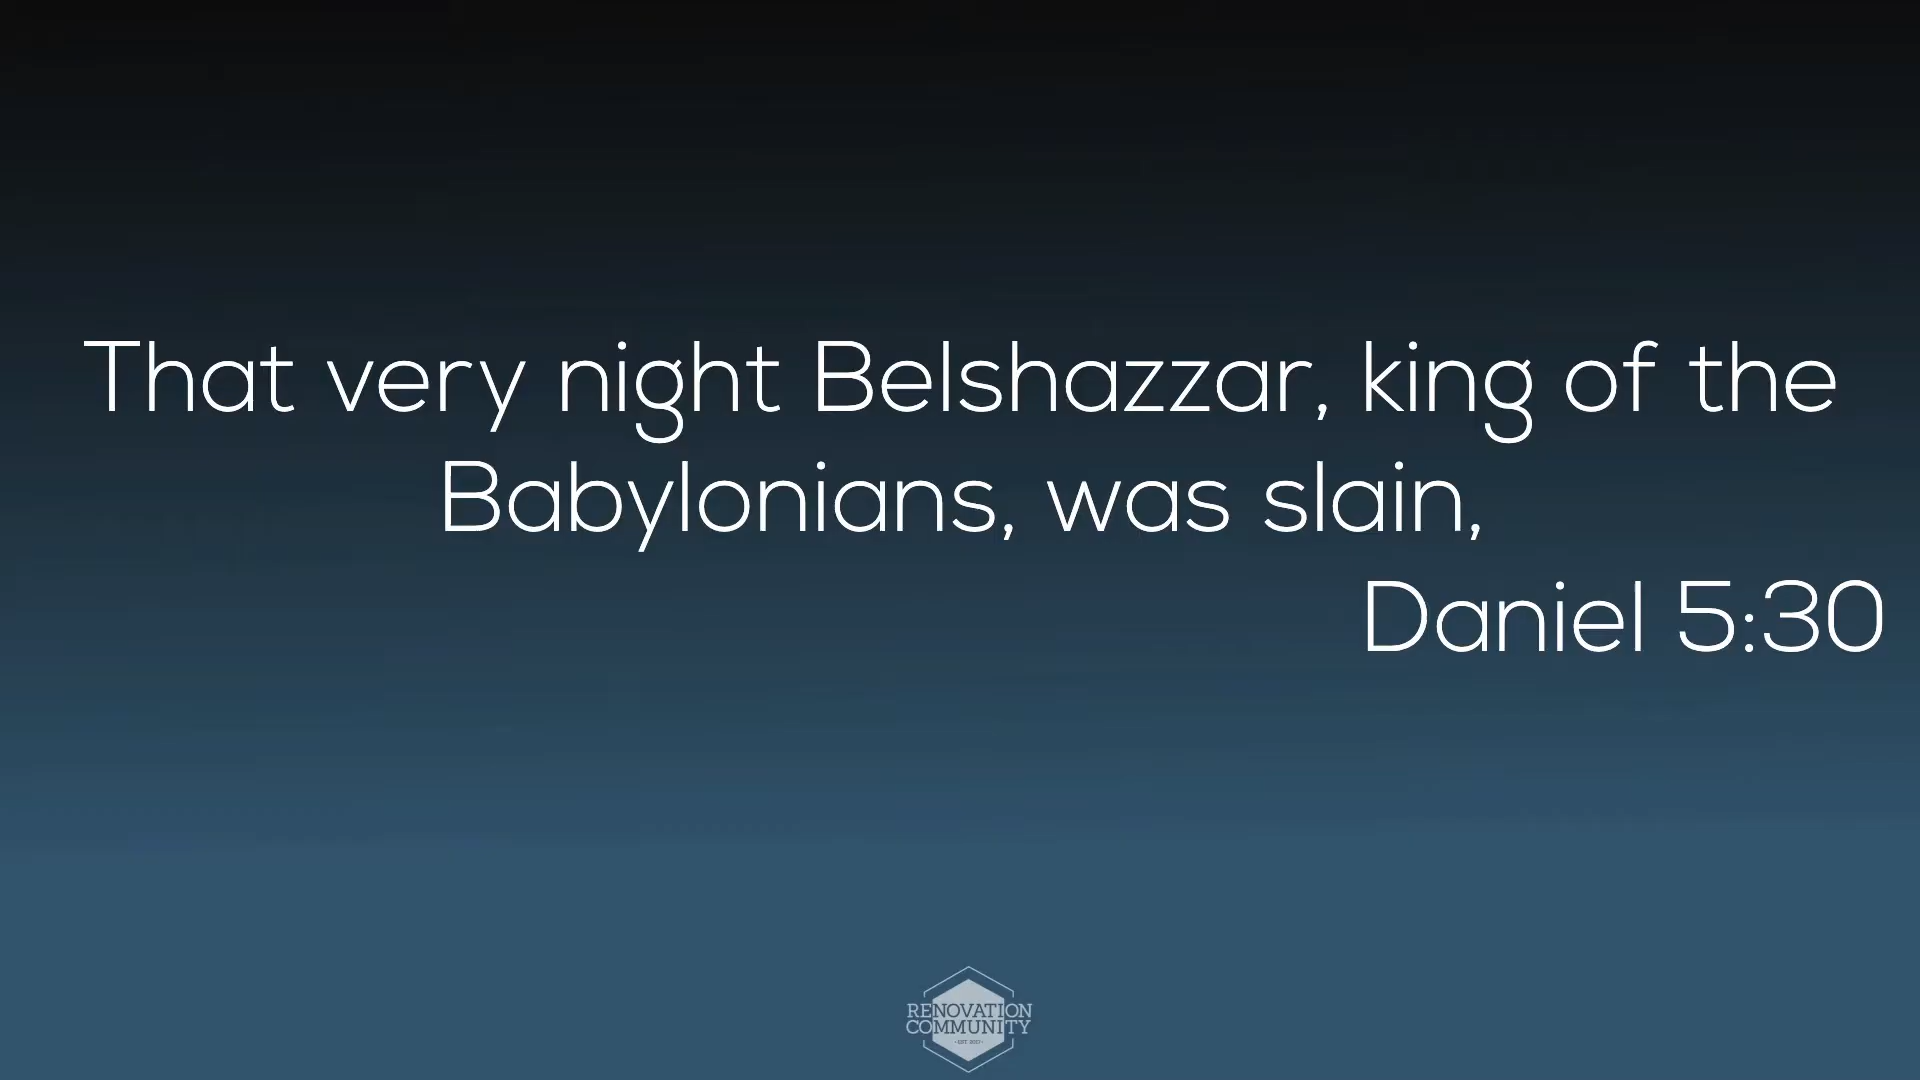 That very night Belshazzar, king of the
Babylonians, was slain,
Daniel 5:30
RENOVATION
COMMUNITY